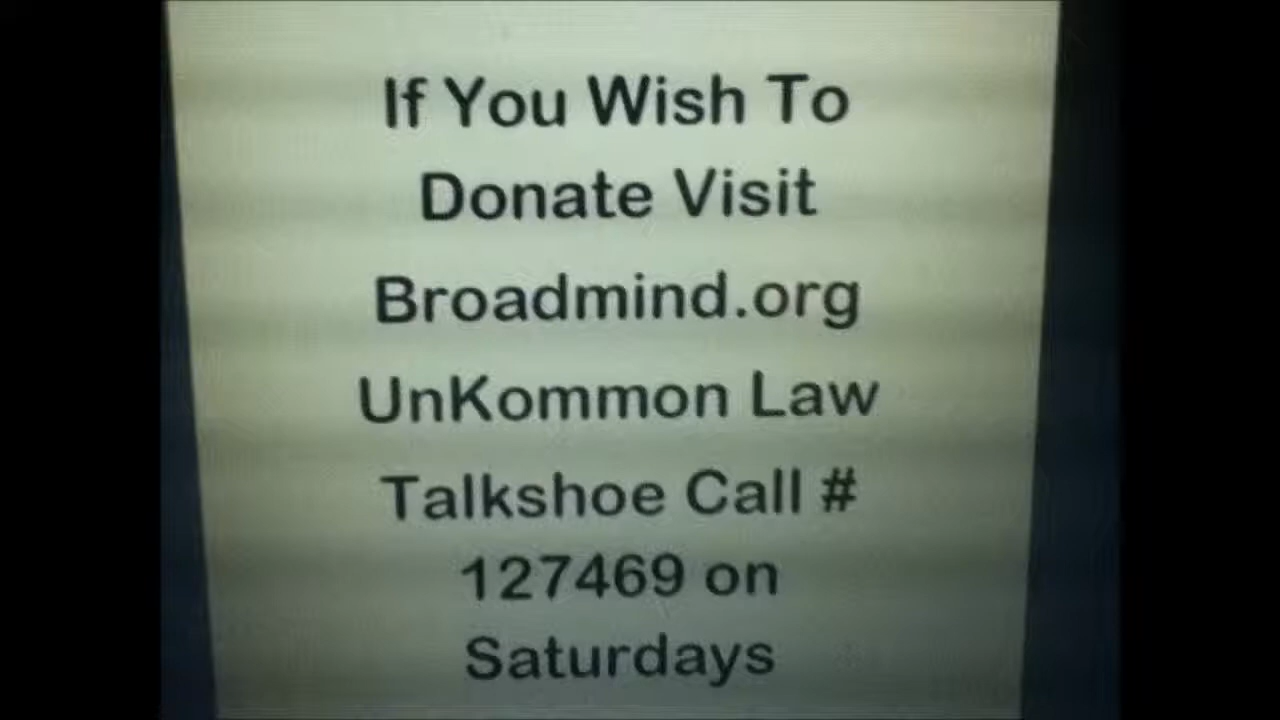 If You Wish To
Donate Visit
Broadmind.org
UnKommon Law
Talkshoe Call #
127469 on
Saturdays